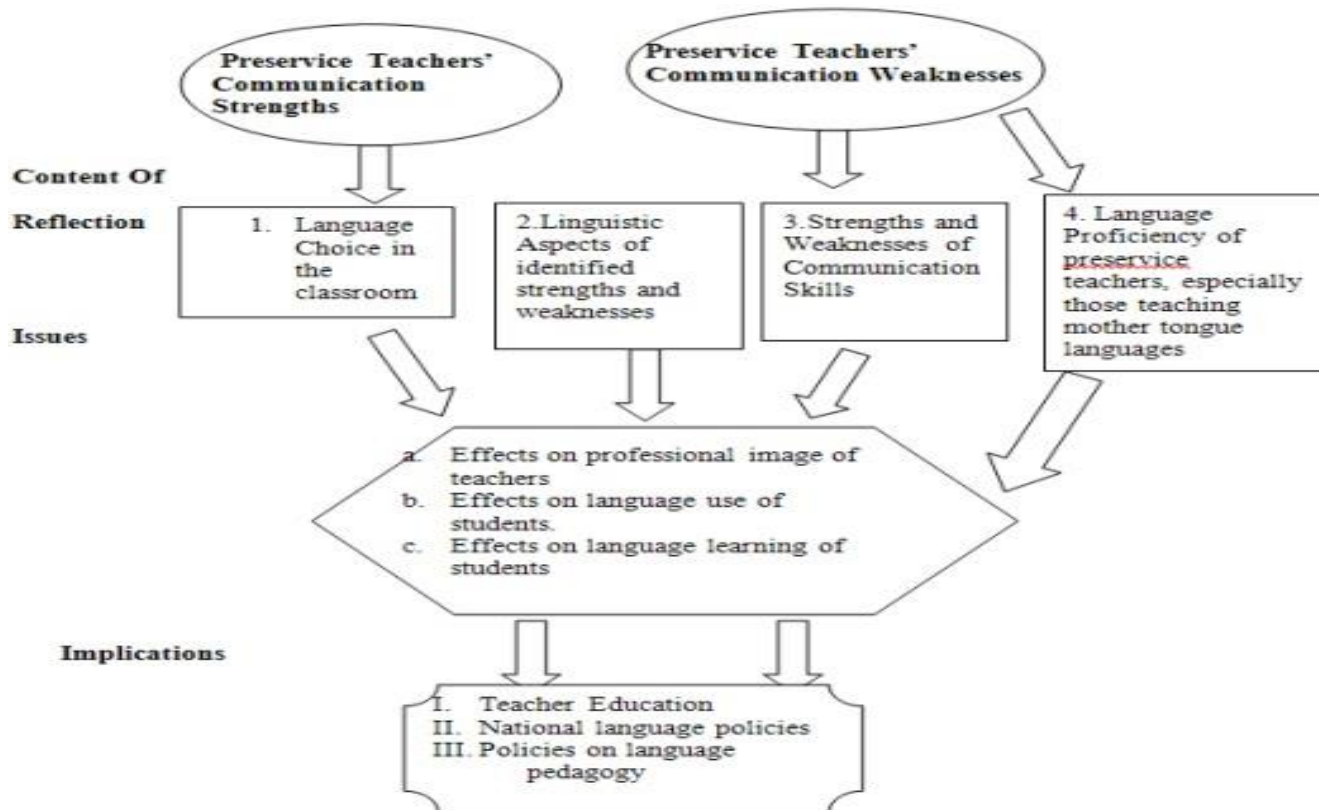 Preservice Teachers'
Communication
Strengths
Preservice Teachers'
Communication Weaknesses
Content Of
Reflection
1. Language
Choice in
the
classroom
2.Linguistic
Aspects of
identified
strengths and
weaknesses
3.Strengths and
Weaknesses of
Communication
Skills
4. Language
Proficiency of
preservice
teachers, especially
those teaching
mother tongue
languages
Issues
a. Effects on professional image of
teachers
b. Effects on language use of
students.
c. Effects on language learning of
students
Implications
I. Teacher Education
II. National language policies
III. Policies on language
pedagogy